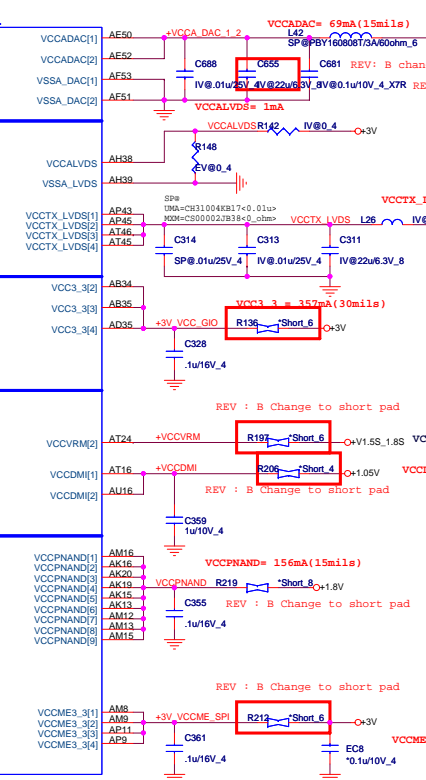 VCCADAC= 69mA(15mils)
VCCADAC[1] AE50 +VCCA_DAC_1_2 L42
SP@PBY160808T/3A/60ohm_6
VCCADAC[2] AE52
C688 C655 C681 REV: B chan
VSSA_DAC[1] AF53
IV@.01u/25V_4 IV@22u/6.3V_8 IV@0.1u/10V_4_X7R RE
VSSA_DAC[2] AF51
VCCALVDS= 1mA
VCCALVDS R142 IV@0_4
+3V
R148
VCCALVDS AH38
EV@0_4
VSSA_LVDS AH39
SP@
UMA=CH31004KB17<0.01u>
MXM=CS00002JB38<0_ohm>
VCCTX_L
VCCTX_LVDS[1] AP43
VCCTX_LVDS[2] AP45
VCCTX_LVDS[3] AT46
VCCTX_LVDS[4] AT45
VCCTX_LVDS L26 IV@
C314 C313 C311
SP@.01u/25V_4 IV@.01u/25V_4 IV@22u/6.3V_8
VCC3_3[2] AB34
VCC3_3[3] AB35
VCC3_3 = 357mA(30mils)
VCC3_3[4] AD35 +3V_VCC_GIO R136 *Short_6 +3V
C328
.1u/16V_4
REV : B Change to short pad
VCCVRM[2] AT24 +VCCVRM R197 *Short_6 +V1.5S_1.8S VC
VCCDMI[1] AT16 +VCCDMI R206 *Short_4 +1.05V VCCD
VCCDMI[2] AU16
REV : B Change to short pad
C359
1u/10V_4
VCCPNAND= 156mA(15mils)
VCCPNAND[1] AM16
VCCPNAND[2] AK16
VCCPNAND[3] AK20
VCCPNAND[4] AK19
VCCPNAND[5] AK15
VCCPNAND[6] AK13
VCCPNAND[7] AM12
VCCPNAND[8] AM13
VCCPNAND[9] AM15
VCCPNAND R219 *Short_8 +1.8V
REV : B Change to short pad
C355
.1u/16V_4
REV : B Change to short pad
VCCME3_3[1] AM8
VCCME3_3[2] AM9
VCCME3_3[3] AP11
VCCME3_3[4] AP9
+3V_VCCME_SPI R212 *Short_6 +3V
VCCME
C361
.1u/16V_4
EC8
*0.1u/10V_4